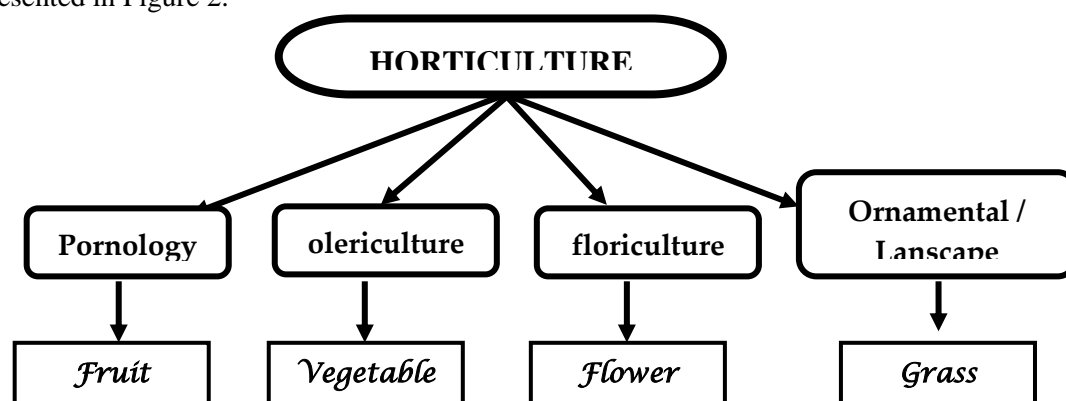 esented in Figure 2.
HORTICULTURE
Pornology
olericulture
floriculture
Ornamental /
Lanscape
Fruit
Vegetable
Flower
Grass